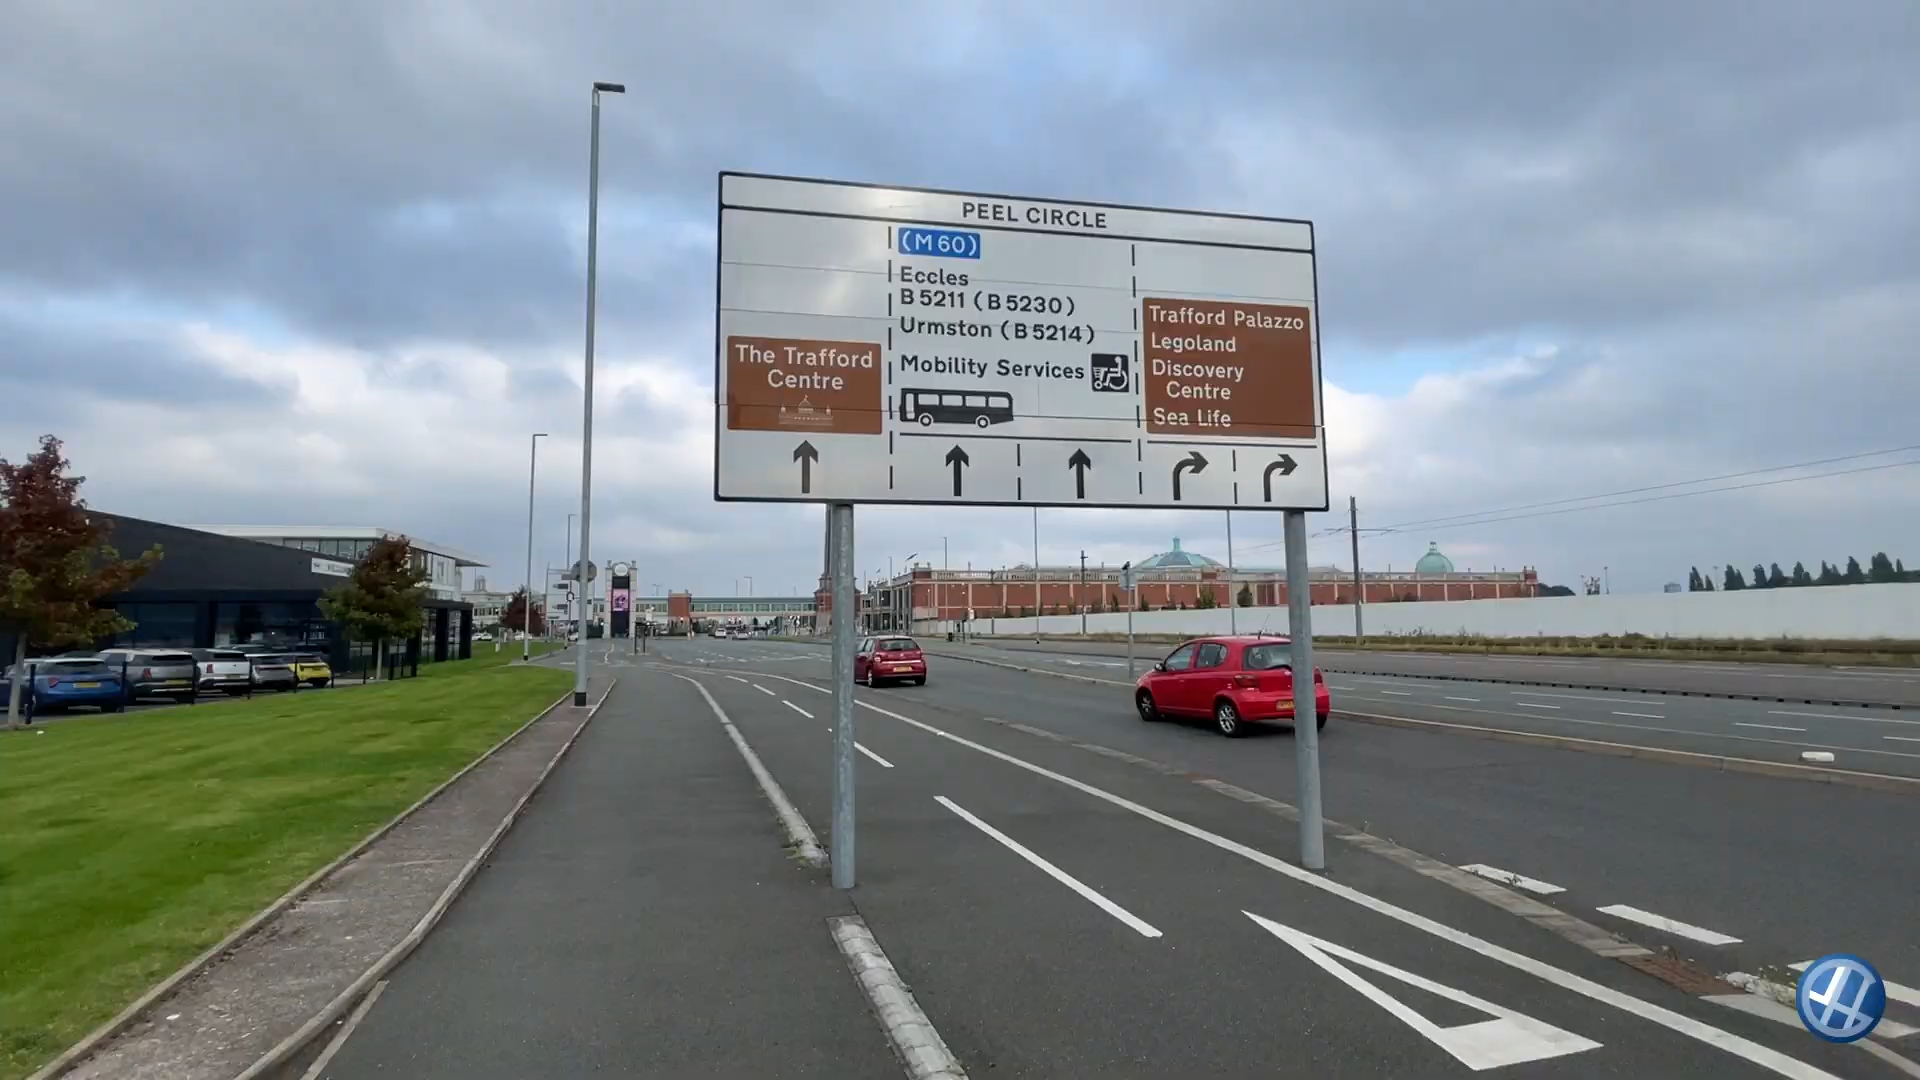 PEEL CIRCLE
The Trafford
Centre
(M60)
Eccles
B5211 (B5230)
Urmston (B5214)
Mobility Services
Trafford Palazzo
Legoland
Discovery
Centre
Sea Life